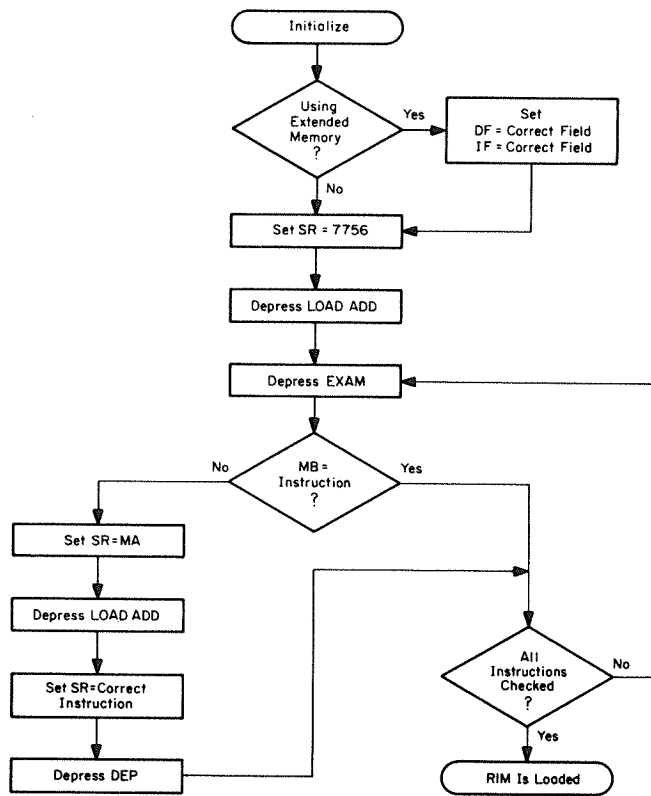 Initialize
Using
Extended
Memory
?
Yes
Set
DF = Correct Field
IF = Correct Field
No
Set SR = 7756
Depress LOAD ADD
Depress EXAM
MB =
Instruction
?
No
Yes
Set SR=MA
Depress LOAD ADD
Set SR=Correct
Instruction
Depress DEP
All
Instructions
Checked
?
No
Yes
RIM Is Loaded